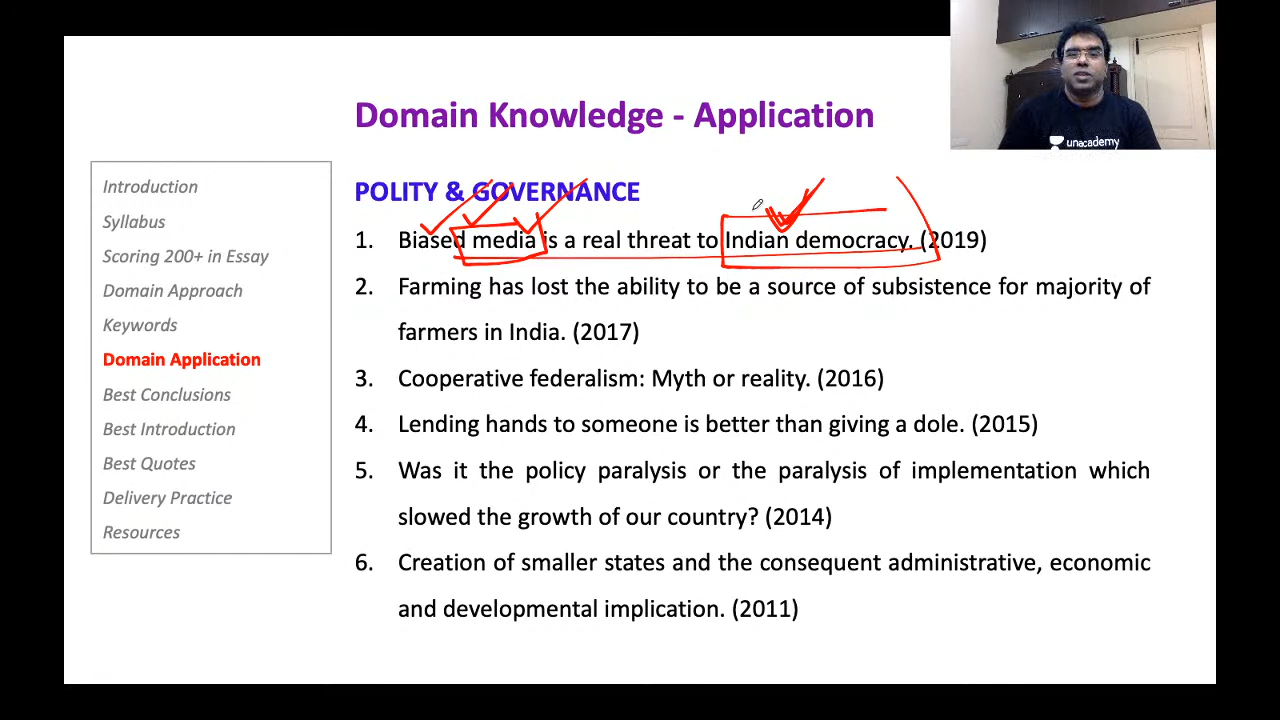 Domain Knowledge - Application
unacademy
Introduction
Syllabus
Scoring 200+ in Essay
Domain Approach
Keywords
Domain Application
Best Conclusions
Best Introduction
Best Quotes
Delivery Practice
Resources
POLITY & GOVERNANCE
1. Biased media is a real threat to Indian democracy. (2019)
2. Farming has lost the ability to be a source of subsistence for majority of
farmers in India. (2017)
3. Cooperative federalism: Myth or reality. (2016)
4. Lending hands to someone is better than giving a dole. (2015)
5. Was it the policy paralysis or the paralysis of implementation which
slowed the growth of our country? (2014)
6. Creation of smaller states and the consequent administrative, economic
and developmental implication. (2011)